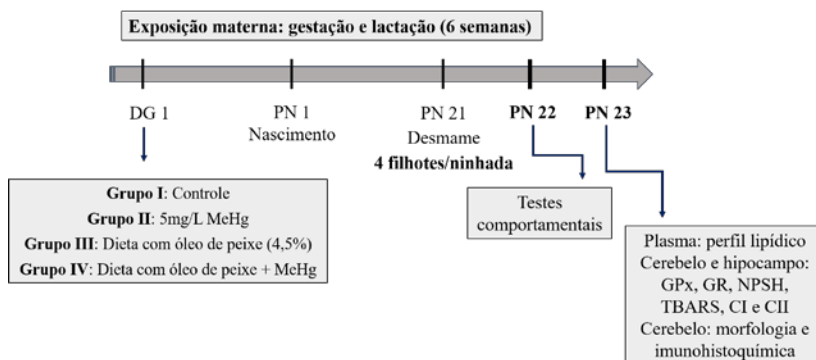 Exposição materna: gestação e lactação (6 semanas)
DG 1
PN 1
Nascimento
PN 21
Desmame
4 filhotes/ninhada
PN 22
PN 23
Grupo I: Controle
Grupo II: 5mg/L MeHg
Grupo III: Dieta com óleo de peixe (4,5%)
Grupo IV: Dieta com óleo de peixe + MeHg
Testes
comportamentais
Plasma: perfil lipídico
Cerebelo e hipocampo:
GPx, GR, NPSH,
TBARS, CI e CII
Cerebelo: morfologia e
imunohistoquímica